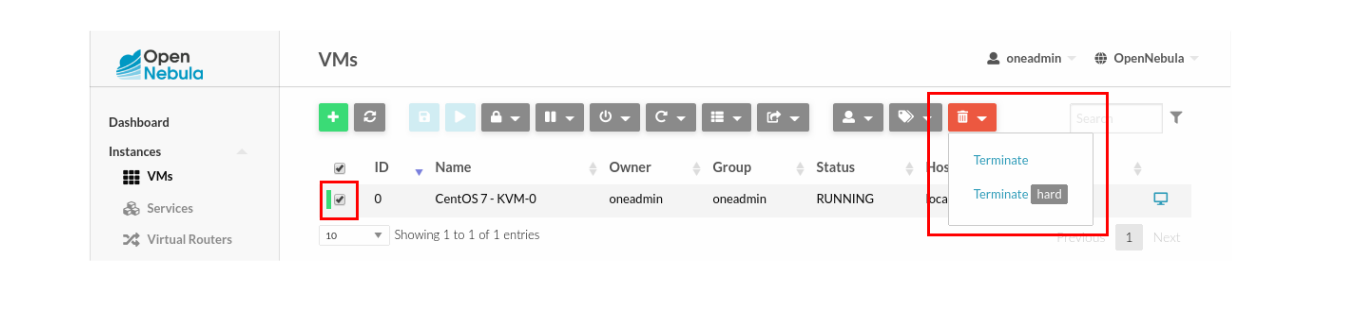 Open
Nebula
VMs
oneadmin
OpenNebula
Dashboard
Instances
VMs
Services
Virtual Routers
Search
Terminate
Terminate hard
ID Name Owner Group Status Hos
0 CentOS 7 - KVM-0 oneadmin oneadmin RUNNING loca
10 Showing 1 to 1 of 1 entries
Previous 1 Next